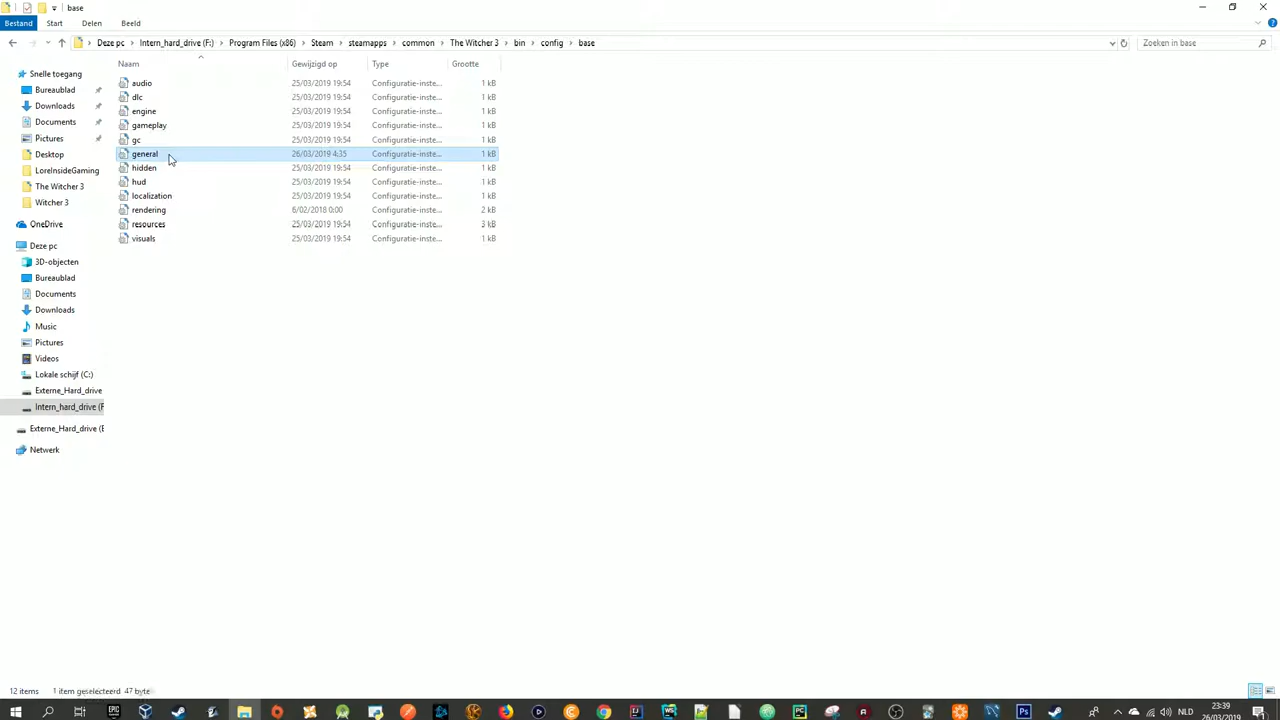 base
Bestand Start Delen Beeld
Deze pc Intern_hard_drive (F:) Program Files (x86) Steam steamapps common The Witcher 3 bin config base Zoeken in base
Naam Gewijzigd op Type Grootte
audio 25/03/2019 19:54 Configuratie-inste... 1 kB
dlc 25/03/2019 19:54 Configuratie-inste... 1 kB
engine 25/03/2019 19:54 Configuratie-inste... 1 kB
gameplay 25/03/2019 19:54 Configuratie-inste... 1 kB
gc 25/03/2019 19:54 Configuratie-inste... 1 kB
general 26/03/2019 4:35 Configuratie-inste... 1 kB
hidden 25/03/2019 19:54 Configuratie-inste... 1 kB
hud 25/03/2019 19:54 Configuratie-inste... 1 kB
localization 25/03/2019 19:54 Configuratie-inste... 1 kB
rendering 6/02/2018 0:00 Configuratie-inste... 2 kB
resources 25/03/2019 19:54 Configuratie-inste... 3 kB
visuals 25/03/2019 19:54 Configuratie-inste... 1 kB
Snelle toegang
Bureaublad
Downloads
Documents
Pictures
Desktop
LoreInsideGaming
The Witcher 3
Witcher 3
OneDrive
Deze pc
3D-objecten
Bureaublad
Documents
Downloads
Music
Pictures
Videos
Lokale schijf (C:)
Externe_Hard_drive
Intern_hard_drive (F
Externe_Hard_drive (E
Netwerk
12 items 1 item geselecteerd 47 byte
NLD 23:39
26/03/2019